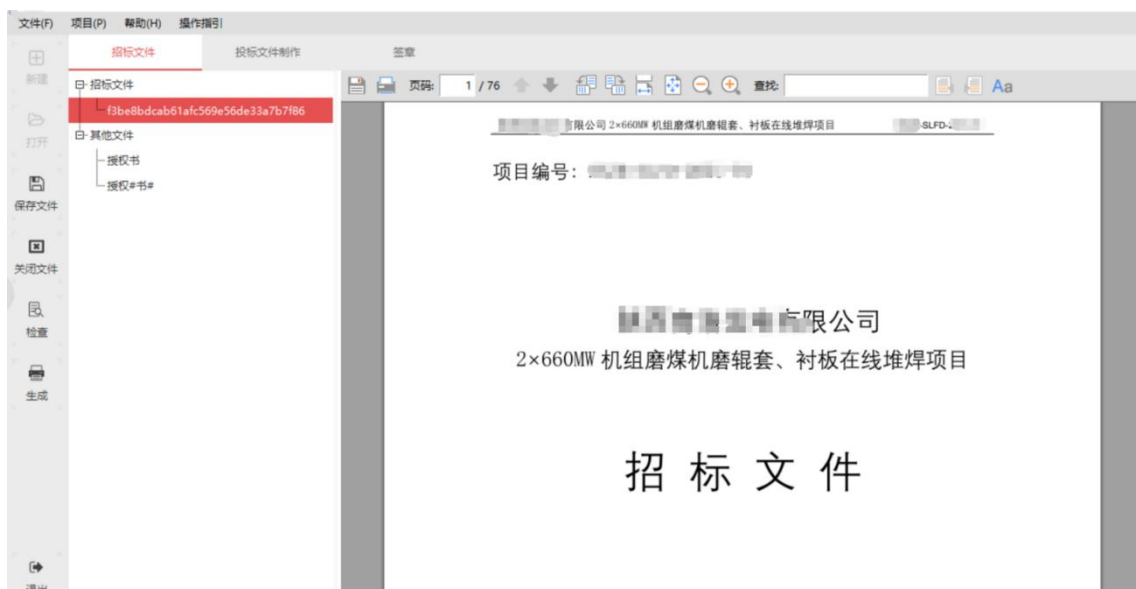 文件(F) 项目(P) 帮助(H) 操作指引
招标文件 投标文件制作 签章
新建
打开
保存文件
关闭文件
检查
生成
退出
招标文件
f3be8bdcab61afc569e56de33a7b7f86
其他文件
授权书
授权#书#
页码: 1 / 76 查找: Aa
限公司 2×660MW 机组磨煤机磨辊套、衬板在线堆焊项目 -SLFD-2
项目编号:
有限公司
2×660MW 机组磨煤机磨辊套、衬板在线堆焊项目
招 标 文 件